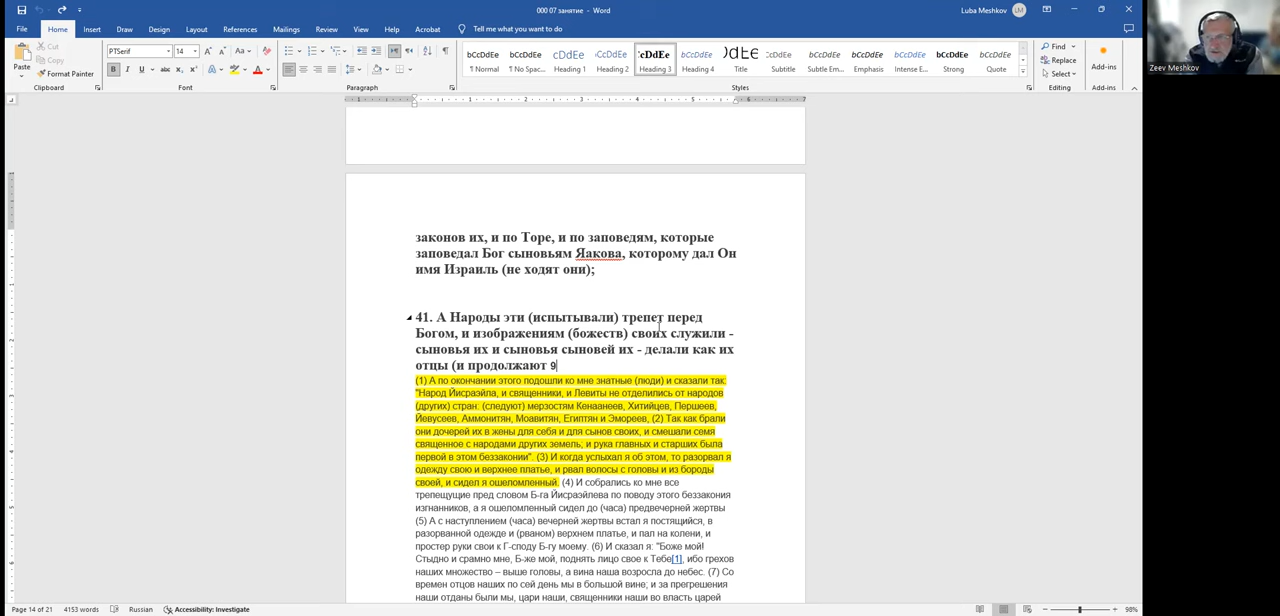 000 07 занятие - Word
Luba Meshkov LM
File Home Insert Draw Design Layout References Mailings Review View Help Acrobat Tell me what you want to do
Paste Cut Copy Format Painter Clipboard
PTSerif 14 Font
Paragraph
AaBbCcDdEe
¶ Normal ¶ No Spac... Heading 1 Heading 2 Heading 3 Heading 4 Title Subtitle Subtle Em... Emphasis Intense E... Strong Quote
Styles
Find Replace Select Editing
Add-ins Add-ins
Zeev Meshkov
законов их, и по Торе, и по заповедям, которые
заповедал Бог сыновьям Яакова, которому дал Он
имя Израиль (не ходят они);
41. А Народы эти (испытывали) трепет перед
Богом, и изображениям (божеств) своих служили -
сыновья их и сыновья сыновей их - делали как их
отцы (и продолжают 9
(1) А по окончании этого подошли ко мне знатные (люди) и сказали так:
"Народ Йисраэйла, и священники, и Левиты не отделились от народов
(других) стран: (следуют) мерзостям Кенаанеев, Хитийцев, Першеев,
Йевусеев, Аммонитян, Моавитян, Египтян и Эмореев, (2) Так как брали
они дочерей их в жены для себя и для сынов своих, и смешали семя
священное с народами других земель; и рука главных и старших была
первой в этом беззаконии". (3) И когда услыхал я об этом, то разорвал я
одежду свою и верхнее платье, и рвал волосы с головы и из бороды
своей, и сидел я ошеломленный. (4) И собрались ко мне все
трепещущие пред словом Б-га Йисраэйлева по поводу этого беззакония
изгнанников, а я ошеломленный сидел до (часа) предвечерней жертвы
(5) А с наступлением (часа) вечерней жертвы встал я постящийся, в
разорванной одежде и (рваном) верхнем платье, и пал на колени, и
простер руки свои к Г-споду Б-гу моему. (6) И сказал я: "Боже мой!
Стыдно и срамно мне, Б-же мой, поднять лицо свое к Тебе[1], ибо грехов
наших множество – выше головы, а вина наша возросла до небес. (7) Со
времен отцов наших по сей день мы в большой вине; и за прегрешения
наши отданы были мы, цари наши, священники наши во власть царей
Page 14 of 21 4153 words Russian Accessibility: Investigate 98%